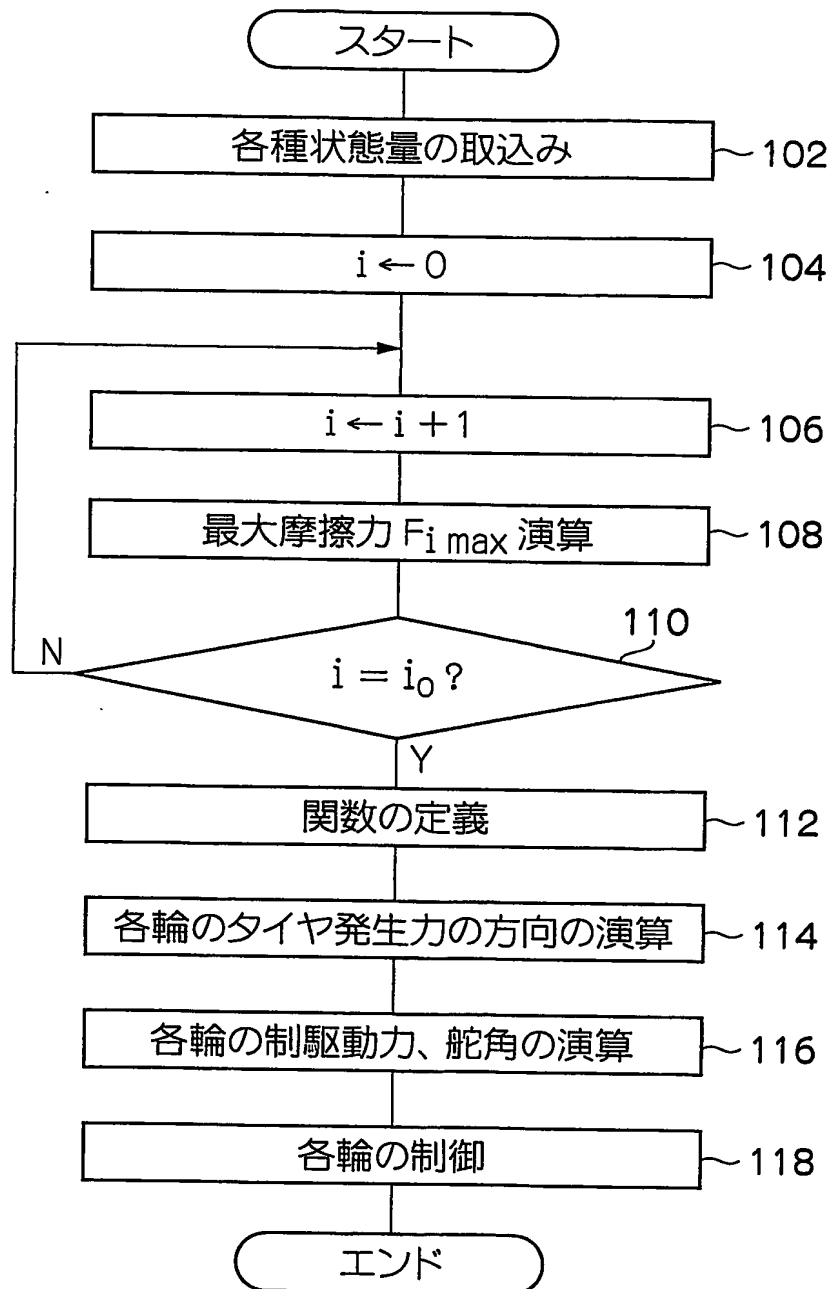 スタート
各種状態量の取込み
102
i ← 0
104
i ← i + 1
106
最大摩擦力 Fi max 演算
108
110
N
i = i0 ?
Y
関数の定義
112
各輪のタイヤ発生力の方向の演算
114
各輪の制駆動力、舵角の演算
116
各輪の制御
118
エンド